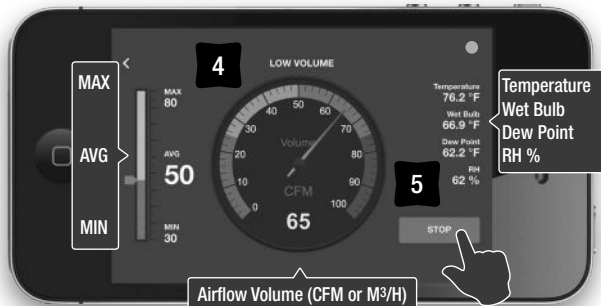 MAX
AVG
MIN
<
MAX
80
AVG
50
MIN
30
4
LOW VOLUME
0
10
20
30
40
50
60
70
80
90
100
Volume
CFM
65
Temperature
76.2 °F
Wet Bulb
66.9 °F
Dew Point
62.2 °F
RH
62 %
5
STOP
Temperature
Wet Bulb
Dew Point
RH %
Airflow Volume (CFM or M³/H)